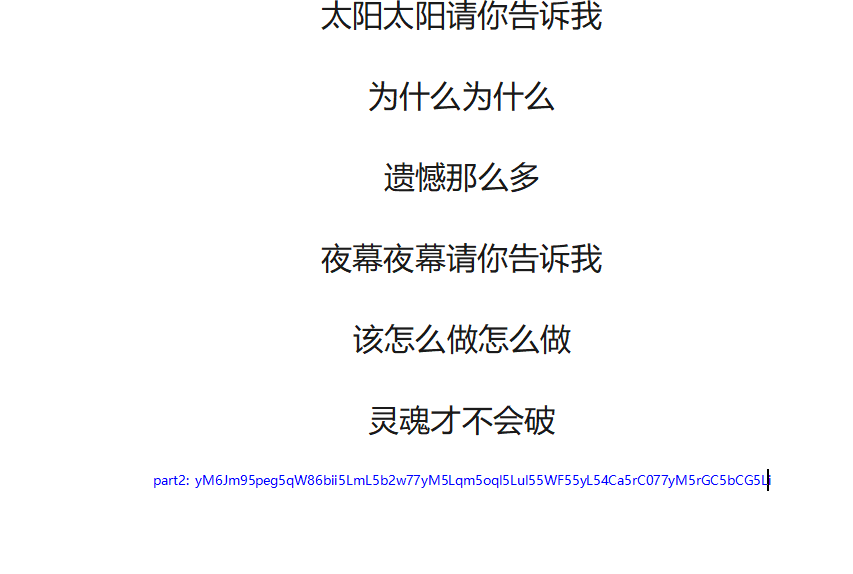 太阳太阳请你告诉我
为什么为什么
遗憾那么多
夜幕夜幕请你告诉我
该怎么做怎么做
灵魂才不会破
part2: yM6Jm95peg5qW86bii5LmL5b2w77yM5Lqm5oql5LuI55WF55yL54Ca5rC077yM5rGC5bCG5Lli